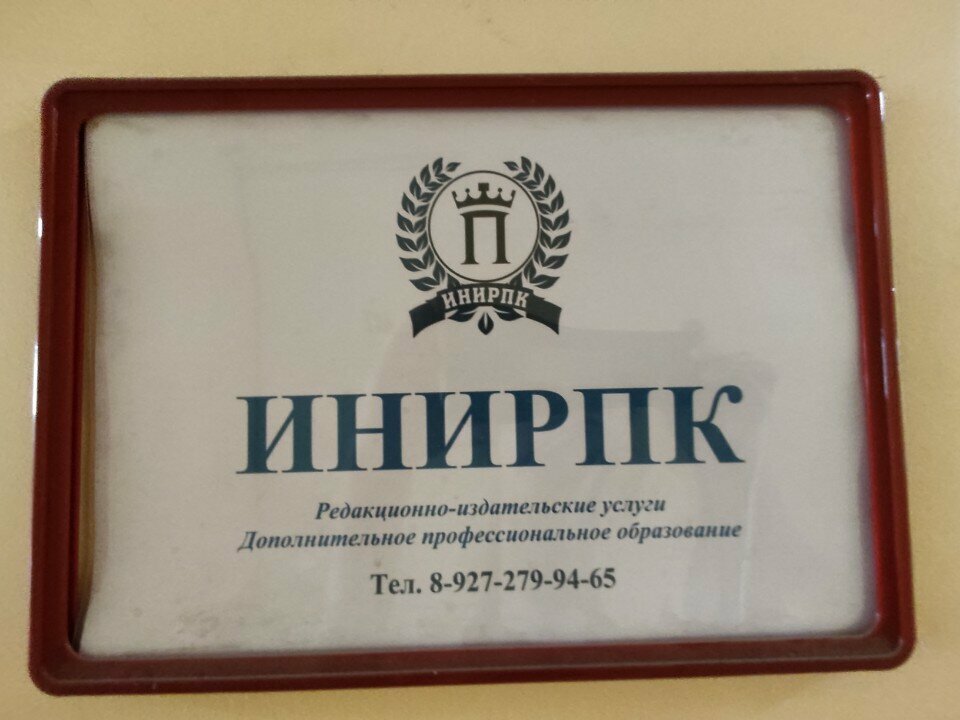 П
ИНИРПК
ИНИРПК
Редакционно-издательские услуги
Дополнительное профессиональное образование
Тел. 8-927-279-94-65